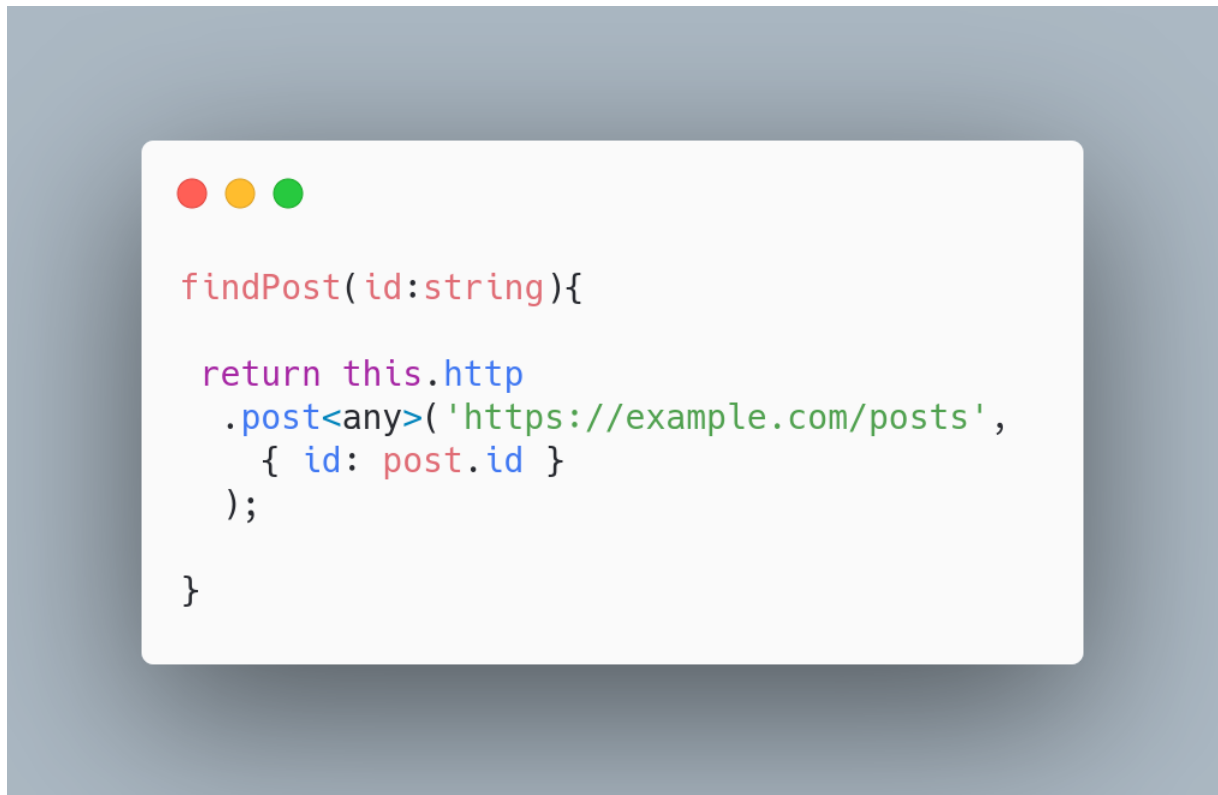 findPost(id:string){
return this.http
.post<any>('https://example.com/posts',
{ id: post.id }
);
}